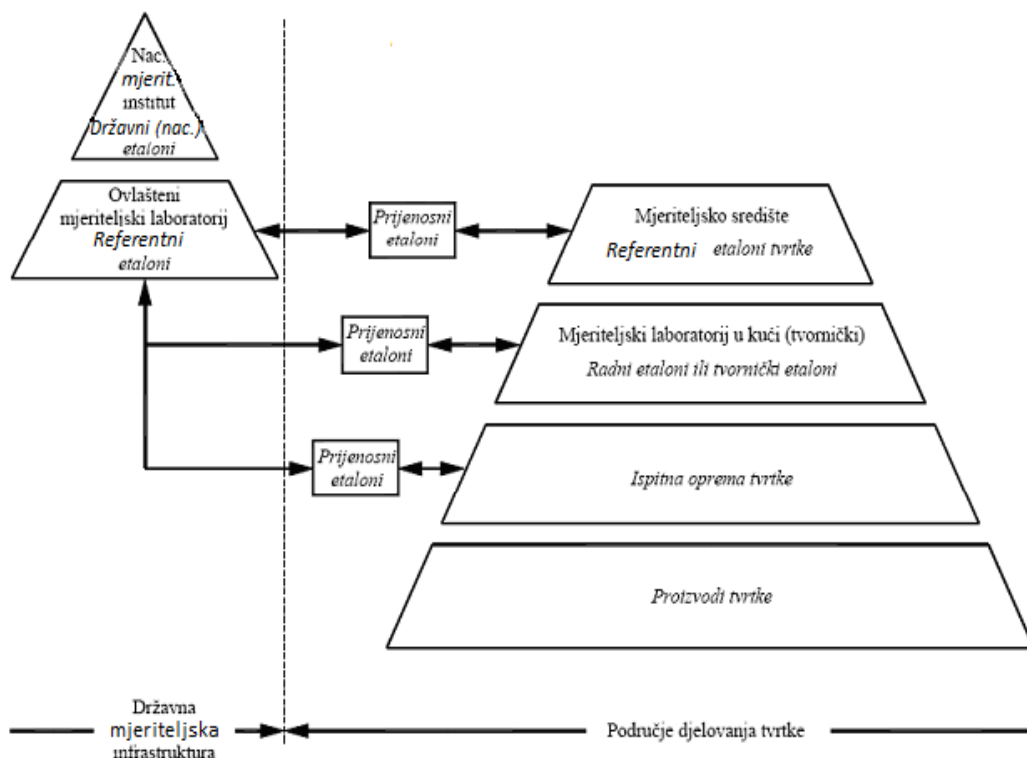 Nac.
mjerit.
institut
Državni (nac.)
etaloni
Ovlašteni
mjeriteljski laboratorij
Referentni
etaloni
Prijenosni
etaloni
Mjeriteljsko središte
Referentni etaloni tvrtke
Prijenosni
etaloni
Mjeriteljski laboratorij u kući (tvornički)
Radni etaloni ili tvornički etaloni
Prijenosni
etaloni
Ispitna oprema tvrtke
Proizvodi tvrtke
Državna
mjeriteljska
infrastruktura
Područje djelovanja tvrtke